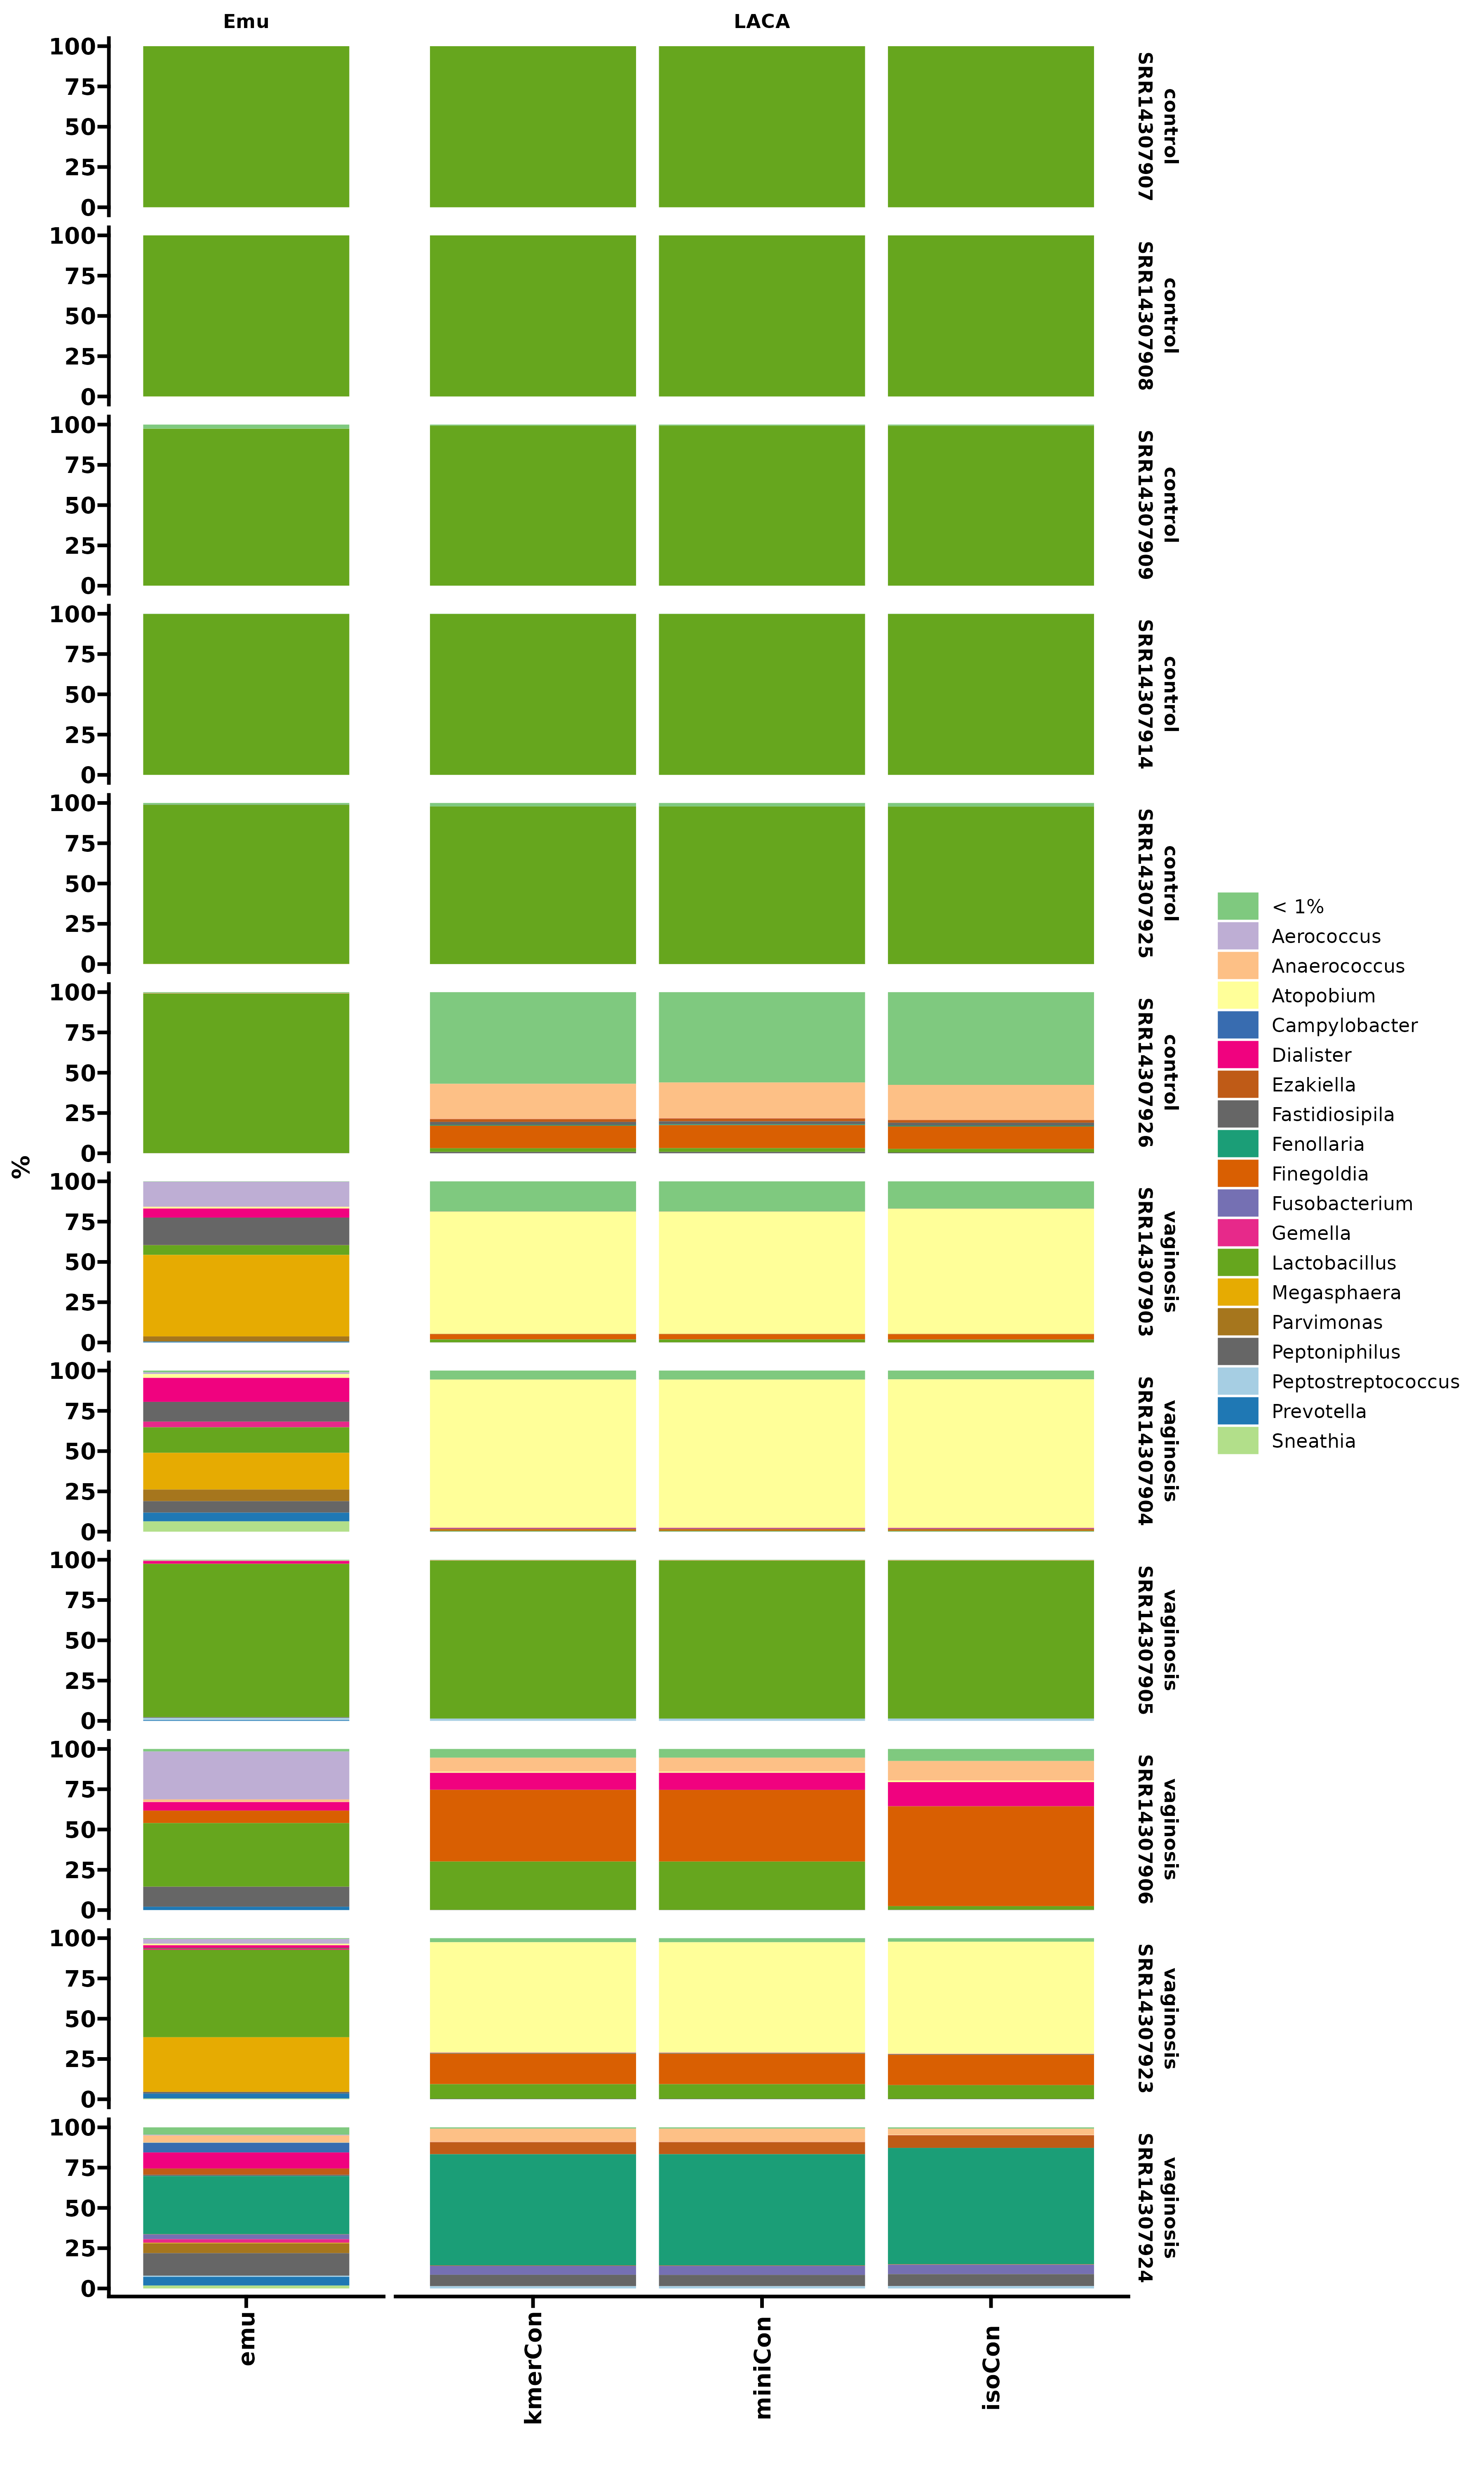 Emu
LACA
100
75
50
25
0
control
SRR14307907
100
75
50
25
0
control
SRR14307908
100
75
50
25
0
control
SRR14307909
100
75
50
25
0
control
SRR14307914
100
75
50
25
0
control
SRR14307925
100
75
50
25
0
control
SRR14307926
100
75
50
25
0
vaginosis
SRR14307903
100
75
50
25
0
vaginosis
SRR14307904
100
75
50
25
0
vaginosis
SRR14307905
100
75
50
25
0
vaginosis
SRR14307906
100
75
50
25
0
vaginosis
SRR14307923
100
75
50
25
0
vaginosis
SRR14307924
%
emu
kmerCon
miniCon
isoCon
< 1%
Aerococcus
Anaerococcus
Atopobium
Campylobacter
Dialister
Ezakiella
Fastidiosipila
Fenollaria
Finegoldia
Fusobacterium
Gemella
Lactobacillus
Megasphaera
Parvimonas
Peptoniphilus
Peptostreptococcus
Prevotella
Sneathia